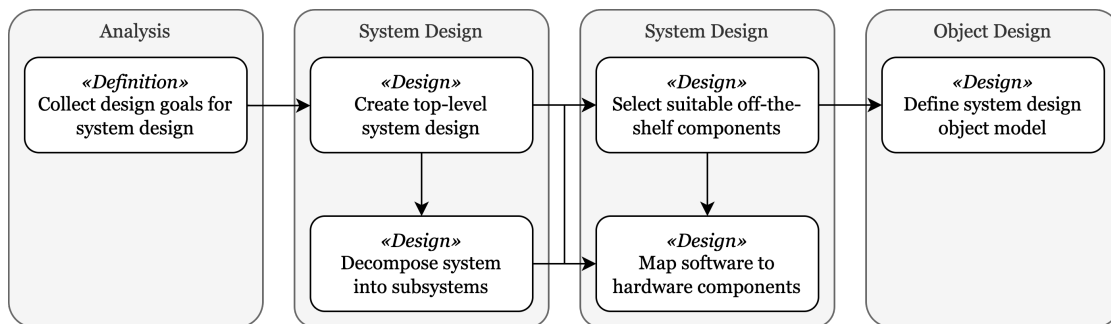 Analysis
«Definition»
Collect design goals for
system design
System Design
«Design»
Create top-level
system design
«Design»
Decompose system
into subsystems
System Design
«Design»
Select suitable off-the-
shelf components
«Design»
Map software to
hardware components
Object Design
«Design»
Define system design
object model